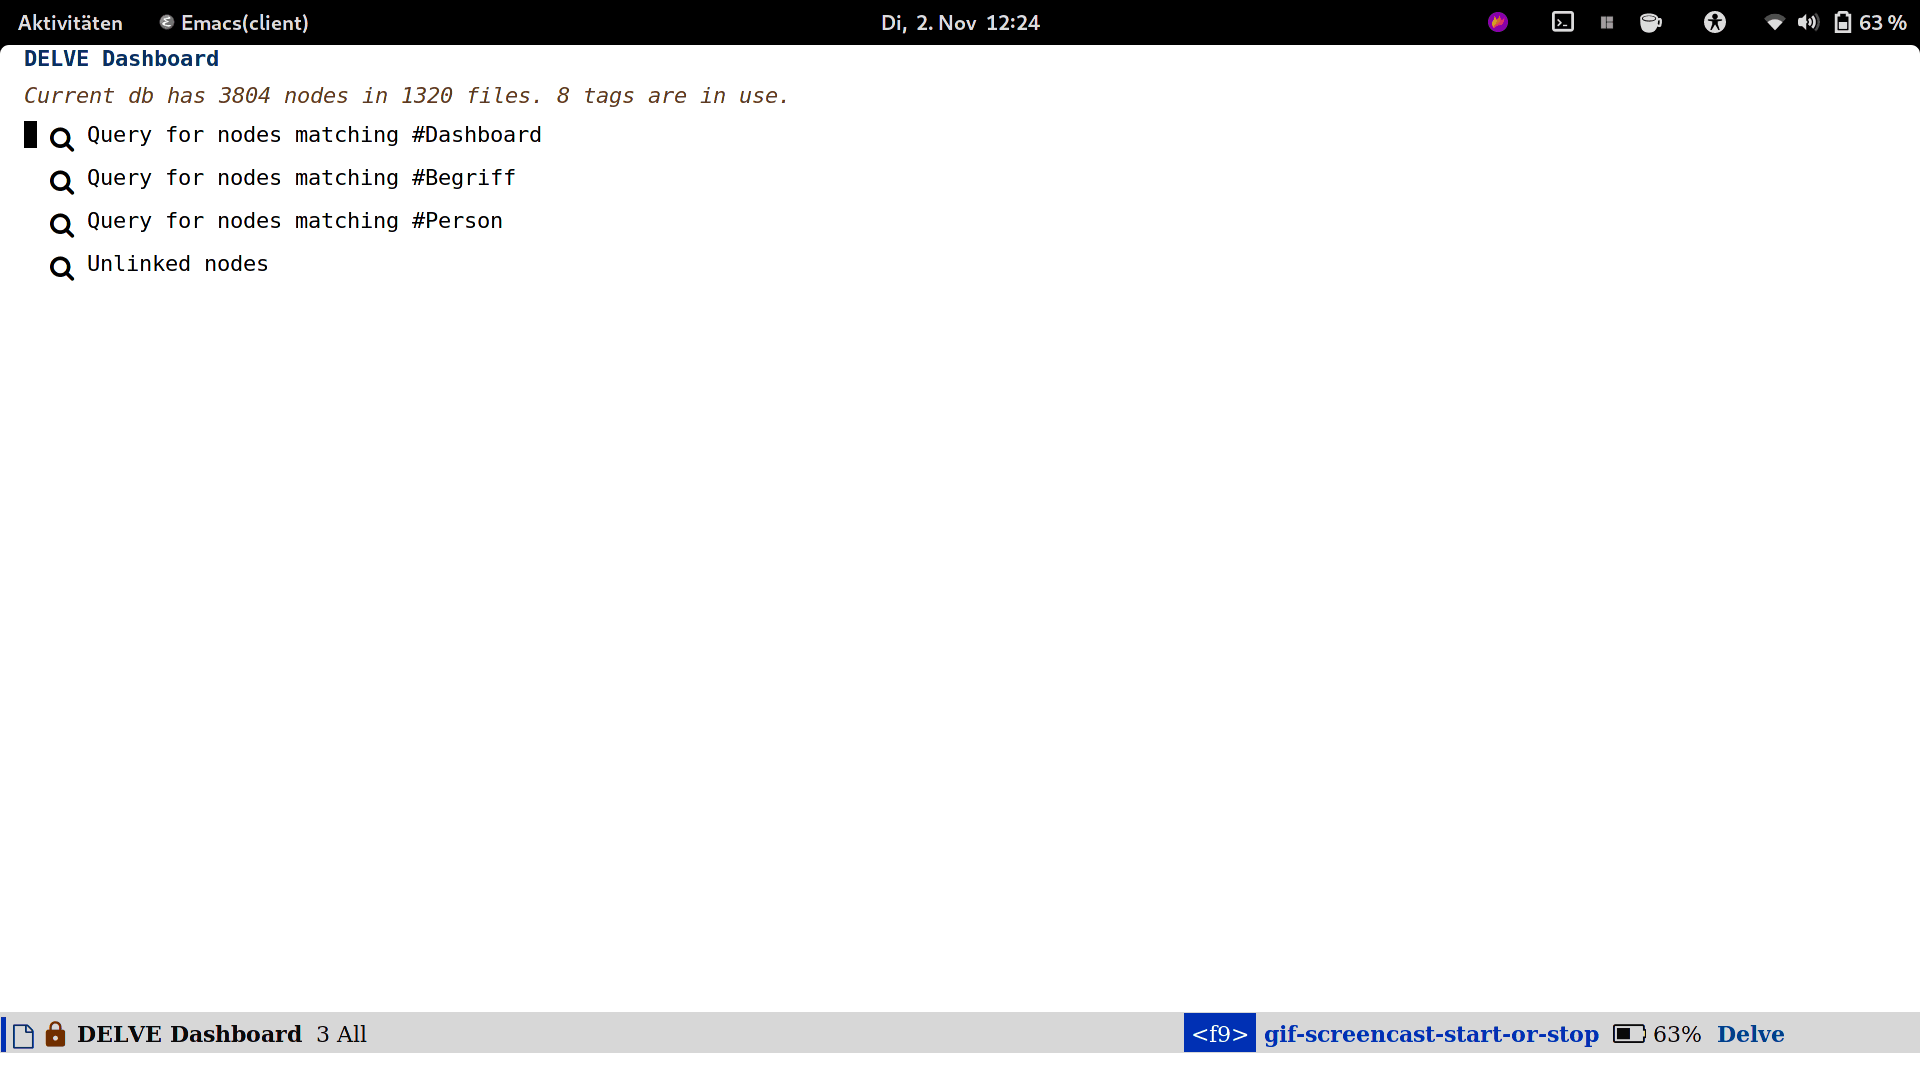 Aktivitäten Emacs(client) Di, 2. Nov 12:24 63 %
DELVE Dashboard
Current db has 3804 nodes in 1320 files. 8 tags are in use.
Query for nodes matching #Dashboard
Query for nodes matching #Begriff
Query for nodes matching #Person
Unlinked nodes
DELVE Dashboard 3 All <f9> gif-screencast-start-or-stop 63% Delve